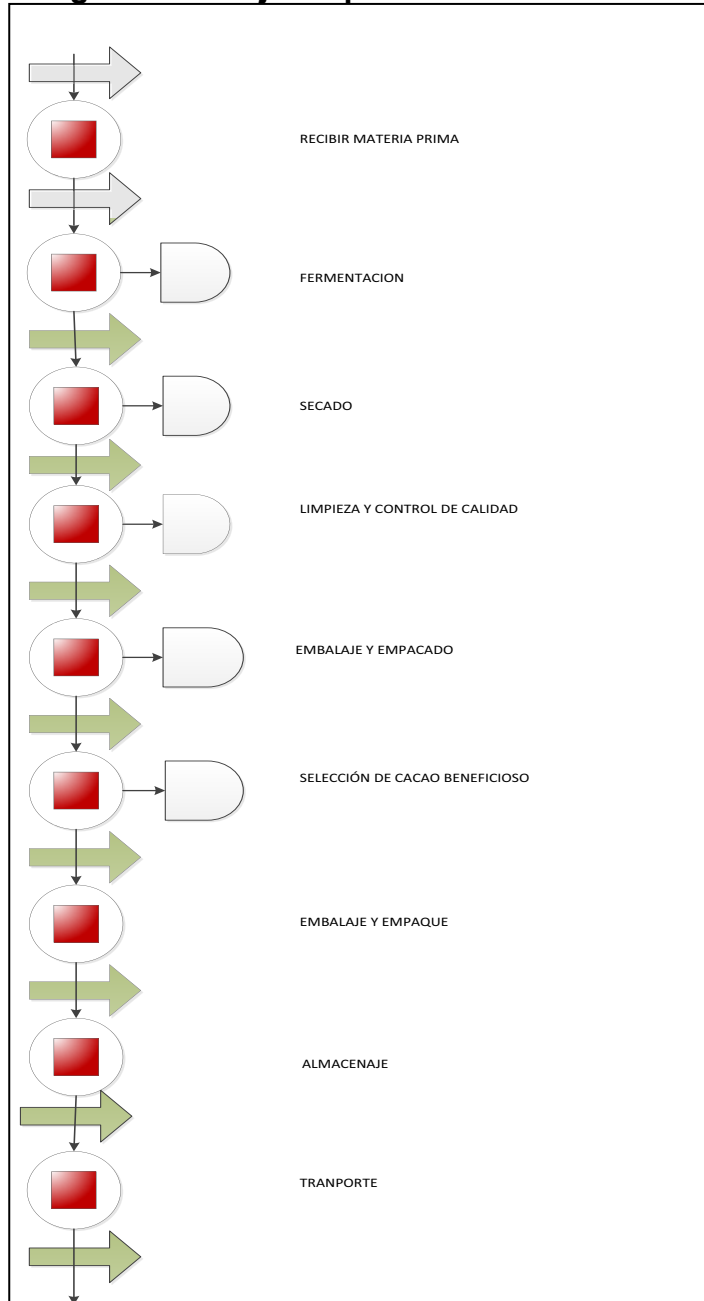 RECIBIR MATERIA PRIMA
FERMENTACION
SECADO
LIMPIEZA Y CONTROL DE CALIDAD
EMBALAJE Y EMPACADO
SELECCIÓN DE CACAO BENEFICIOSO
EMBALAJE Y EMPAQUE
ALMACENAJE
TRANPORTE